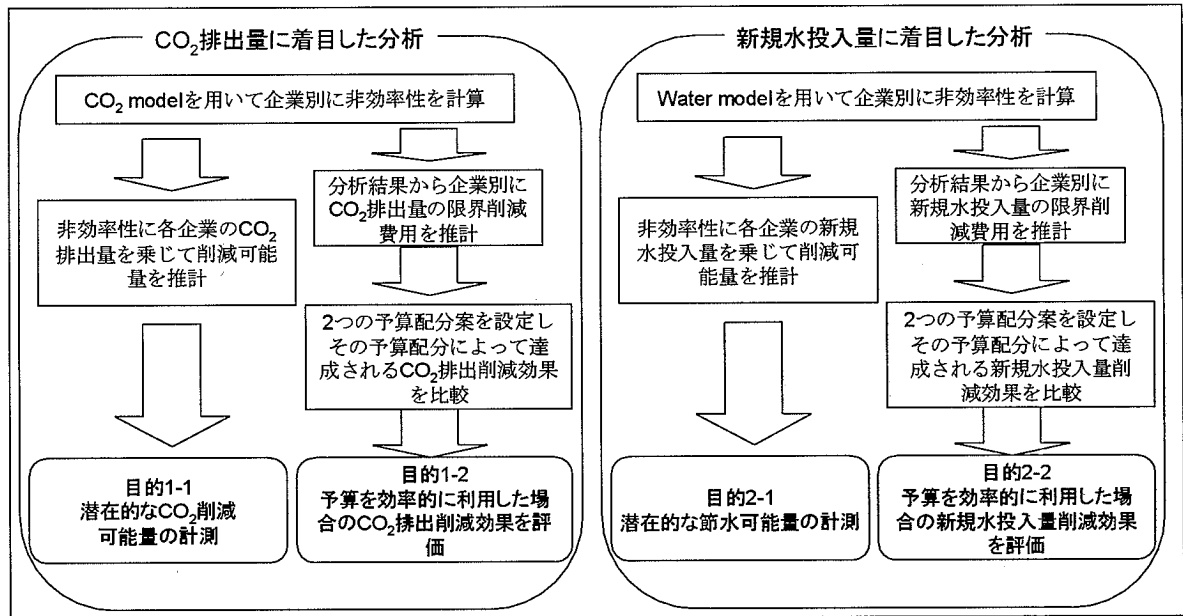 CO₂排出量に着目した分析
CO₂ modelを用いて企業別に非効率性を計算
非効率性に各企業のCO₂
排出量を乗じて削減可能
量を推計
分析結果から企業別に
CO₂排出量の限界削減
費用を推計
2つの予算配分案を設定し
その予算配分によって達
成されるCO₂排出削減効果
を比較
目的1-1
潜在的なCO₂削減
可能量の計測
目的1-2
予算を効率的に利用した場
合のCO₂排出削減効果を評
価
新規水投入量に着目した分析
Water modelを用いて企業別に非効率性を計算
非効率性に各企業の新規
水投入量を乗じて削減可
能量を推計
分析結果から企業別に
新規水投入量の限界削
減費用を推計
2つの予算配分案を設定し
その予算配分によって達
成される新規水投入量削
減効果を比較
目的2-1
潜在的な節水可能量の計測
目的2-2
予算を効率的に利用した場
合の新規水投入量削減効果
を評価